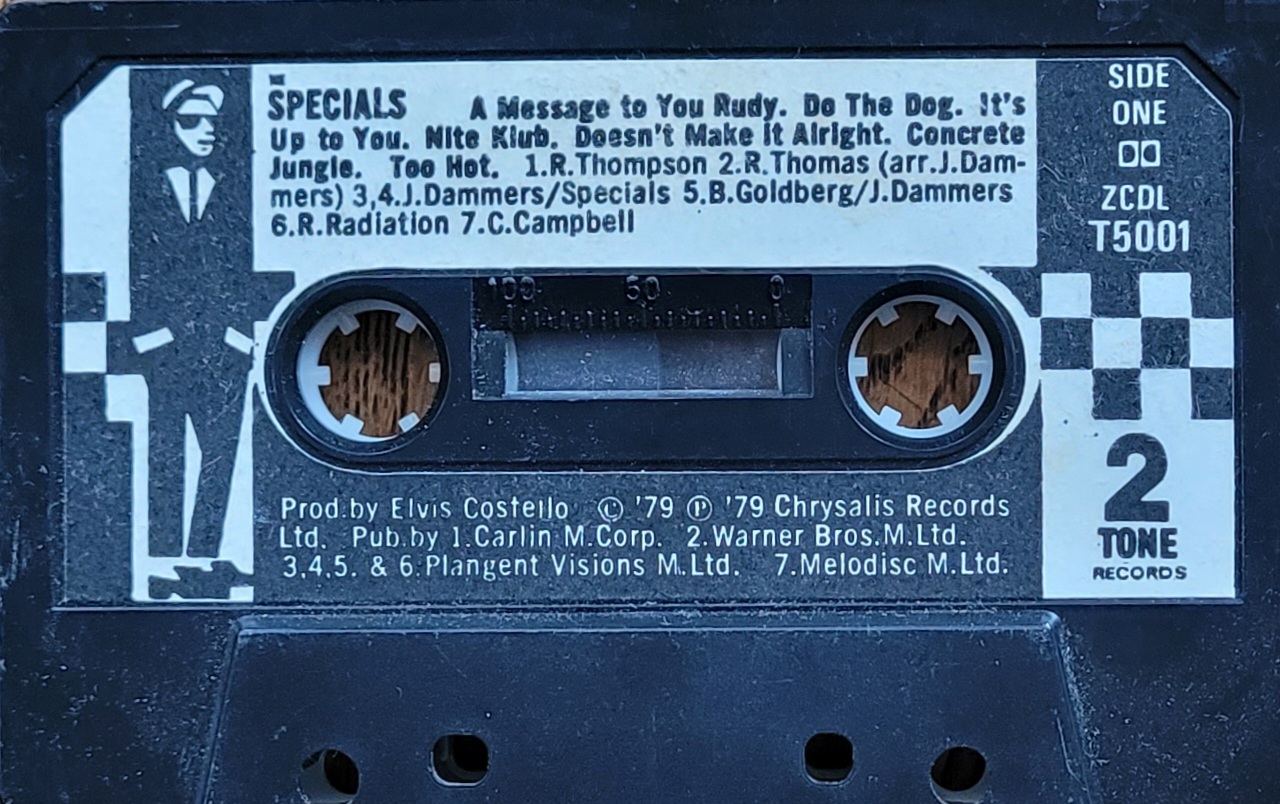 THE
SPECIALS A Message to You Rudy. Do The Dog. It's
Up to You. Nite Klub. Doesn't Make it Alright. Concrete
Jungle. Too Hot. 1.R.Thompson 2.R.Thomas (arr.J.Dam-
mers) 3,4.J.Dammers/Specials 5.B.Goldberg/J.Dammers
6.R.Radiation 7.C.Campbell
SIDE
ONE
ZCDL
T5001
100 50 0
Prod.by Elvis Costello © '79 ℗ '79 Chrysalis Records
Ltd. Pub.by 1.Carlin M.Corp. 2.Warner Bros.M.Ltd.
3,4,5. & 6.Plangent Visions M.Ltd. 7.Melodisc M.Ltd.
2
TONE
RECORDS